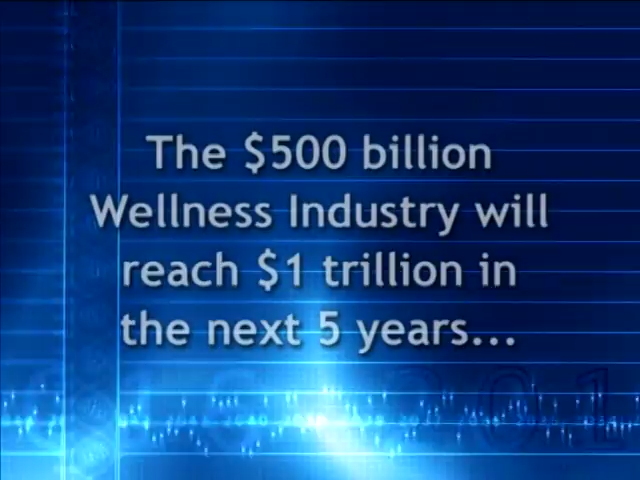 The $500 billion
Wellness Industry will
reach $1 trillion in
the next 5 years...